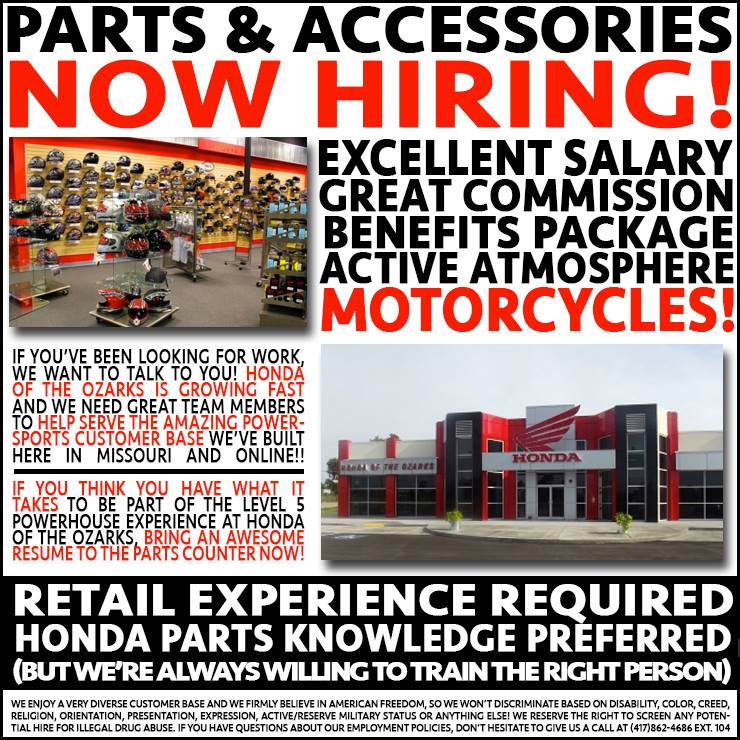 PARTS & ACCESSORIES
NOW HIRING!
EXCELLENT SALARY
GREAT COMMISSION
BENEFITS PACKAGE
ACTIVE ATMOSPHERE
MOTORCYCLES!
IF YOU'VE BEEN LOOKING FOR WORK,
WE WANT TO TALK TO YOU! HONDA
OF THE OZARKS IS GROWING FAST
AND WE NEED GREAT TEAM MEMBERS
TO HELP SERVE THE AMAZING POWER-
SPORTS CUSTOMER BASE WE'VE BUILT
HERE IN MISSOURI AND ONLINE!!
IF YOU THINK YOU HAVE WHAT IT
TAKES TO BE PART OF THE LEVEL 5
POWERHOUSE EXPERIENCE AT HONDA
OF THE OZARKS, BRING AN AWESOME
RESUME TO THE PARTS COUNTER NOW!
HONDA OF THE OZARKS
HONDA
RETAIL EXPERIENCE REQUIRED
HONDA PARTS KNOWLEDGE PREFERRED
(BUT WE'RE ALWAYS WILLING TO TRAIN THE RIGHT PERSON)
WE ENJOY A VERY DIVERSE CUSTOMER BASE AND WE FIRMLY BELIEVE IN AMERICAN FREEDOM, SO WE WON'T DISCRIMINATE BASED ON DISABILITY, COLOR, CREED,
RELIGION, ORIENTATION, PRESENTATION, EXPRESSION, ACTIVE/RESERVE MILITARY STATUS OR ANYTHING ELSE! WE RESERVE THE RIGHT TO SCREEN ANY POTEN-
TIAL HIRE FOR ILLEGAL DRUG ABUSE. IF YOU HAVE QUESTIONS ABOUT OUR EMPLOYMENT POLICIES, DON'T HESITATE TO GIVE US A CALL AT (417)862-4686 EXT. 104